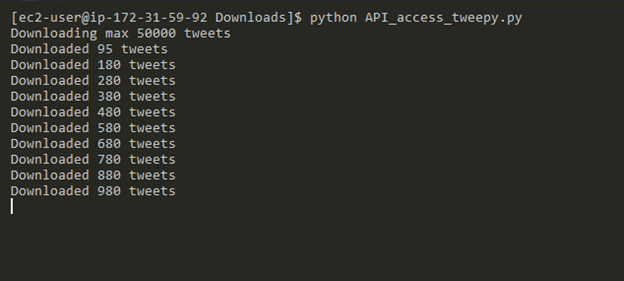 [ec2-user@ip-172-31-59-92 Downloads]$ python API_access_tweepy.py
Downloading max 50000 tweets
Downloaded 95 tweets
Downloaded 180 tweets
Downloaded 280 tweets
Downloaded 380 tweets
Downloaded 480 tweets
Downloaded 580 tweets
Downloaded 680 tweets
Downloaded 780 tweets
Downloaded 880 tweets
Downloaded 980 tweets